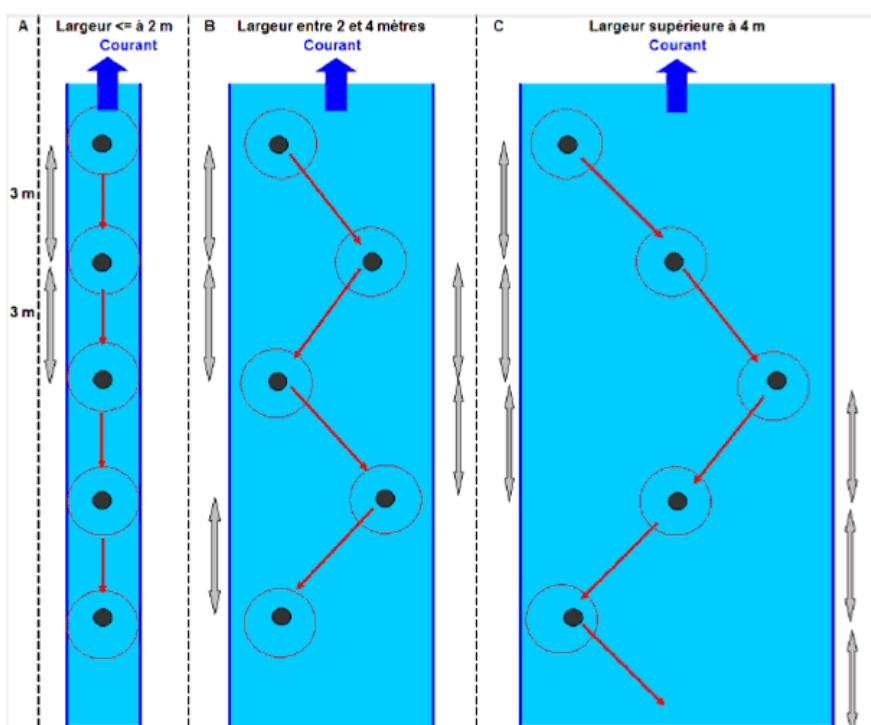 A
Largeur <= à 2 m
Courant
B
Largeur entre 2 et 4 mètres
Courant
C
Largeur supérieure à 4 m
Courant
3 m
3 m